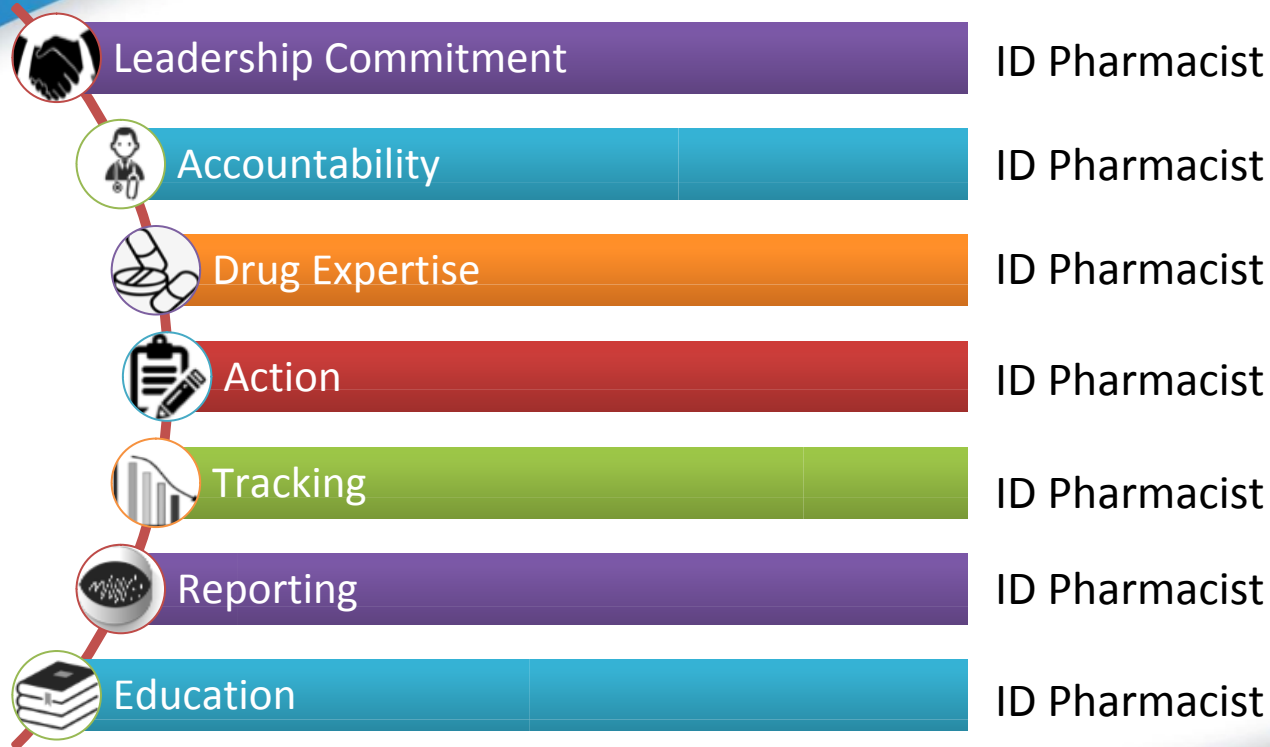 Leadership Commitment ID Pharmacist
Accountability ID Pharmacist
Drug Expertise ID Pharmacist
Action ID Pharmacist
Tracking ID Pharmacist
Reporting ID Pharmacist
Education ID Pharmacist